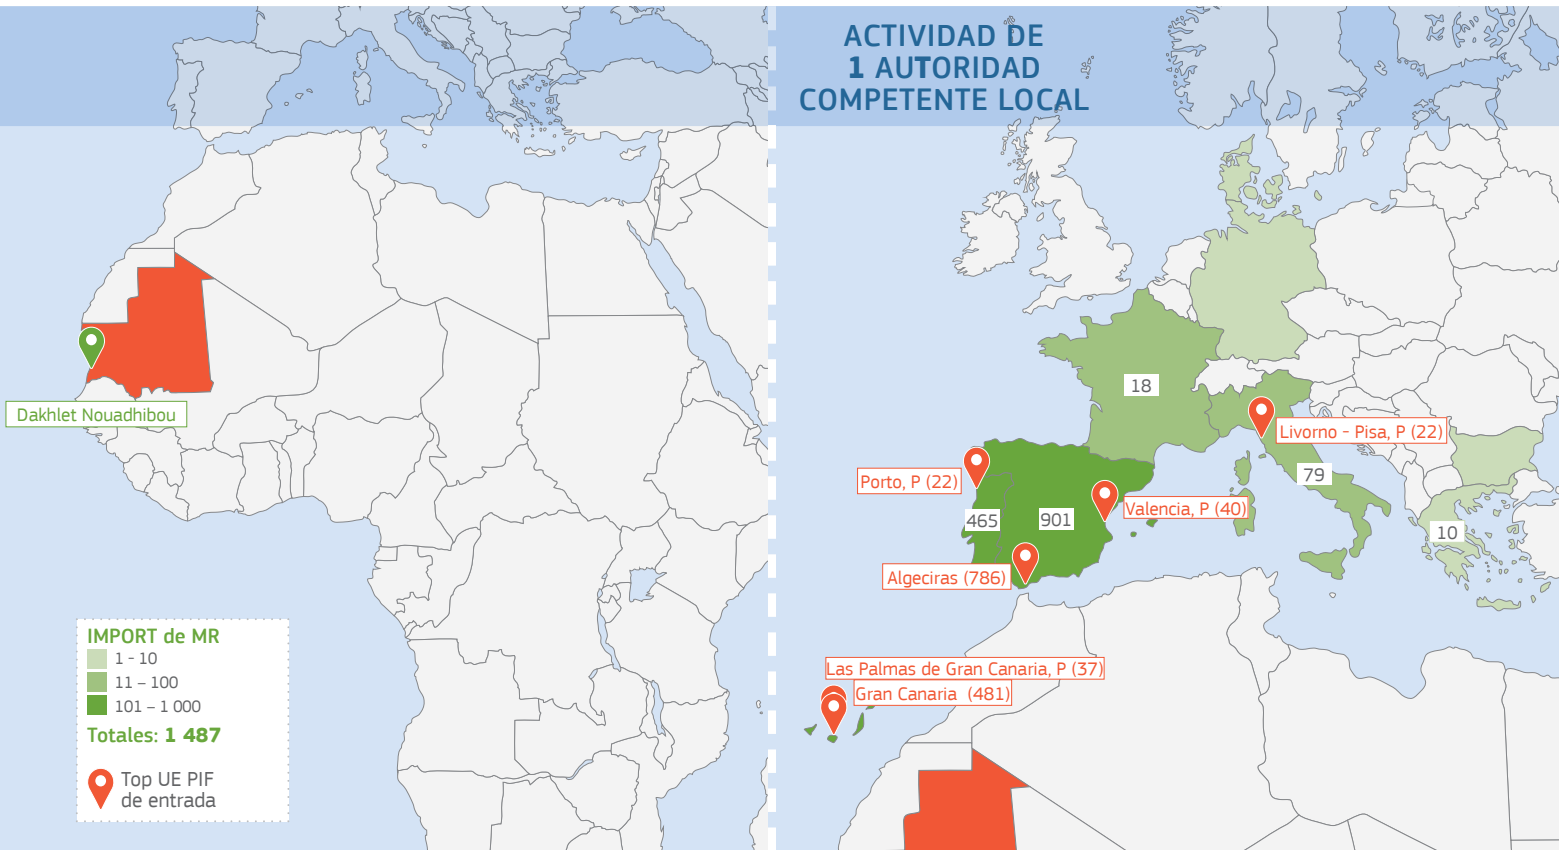 ACTIVIDAD DE
1 AUTORIDAD
COMPETENTE LOCAL
Dakhlet Nouadhibou
IMPORT de MR
1 - 10
11 – 100
101 – 1 000
Totales: 1 487
Top UE PIF
de entrada
18
Livorno - Pisa, P (22)
79
Porto, P (22)
Valencia, P (40)
465
901
10
Algeciras (786)
Las Palmas de Gran Canaria, P (37)
Gran Canaria (481)